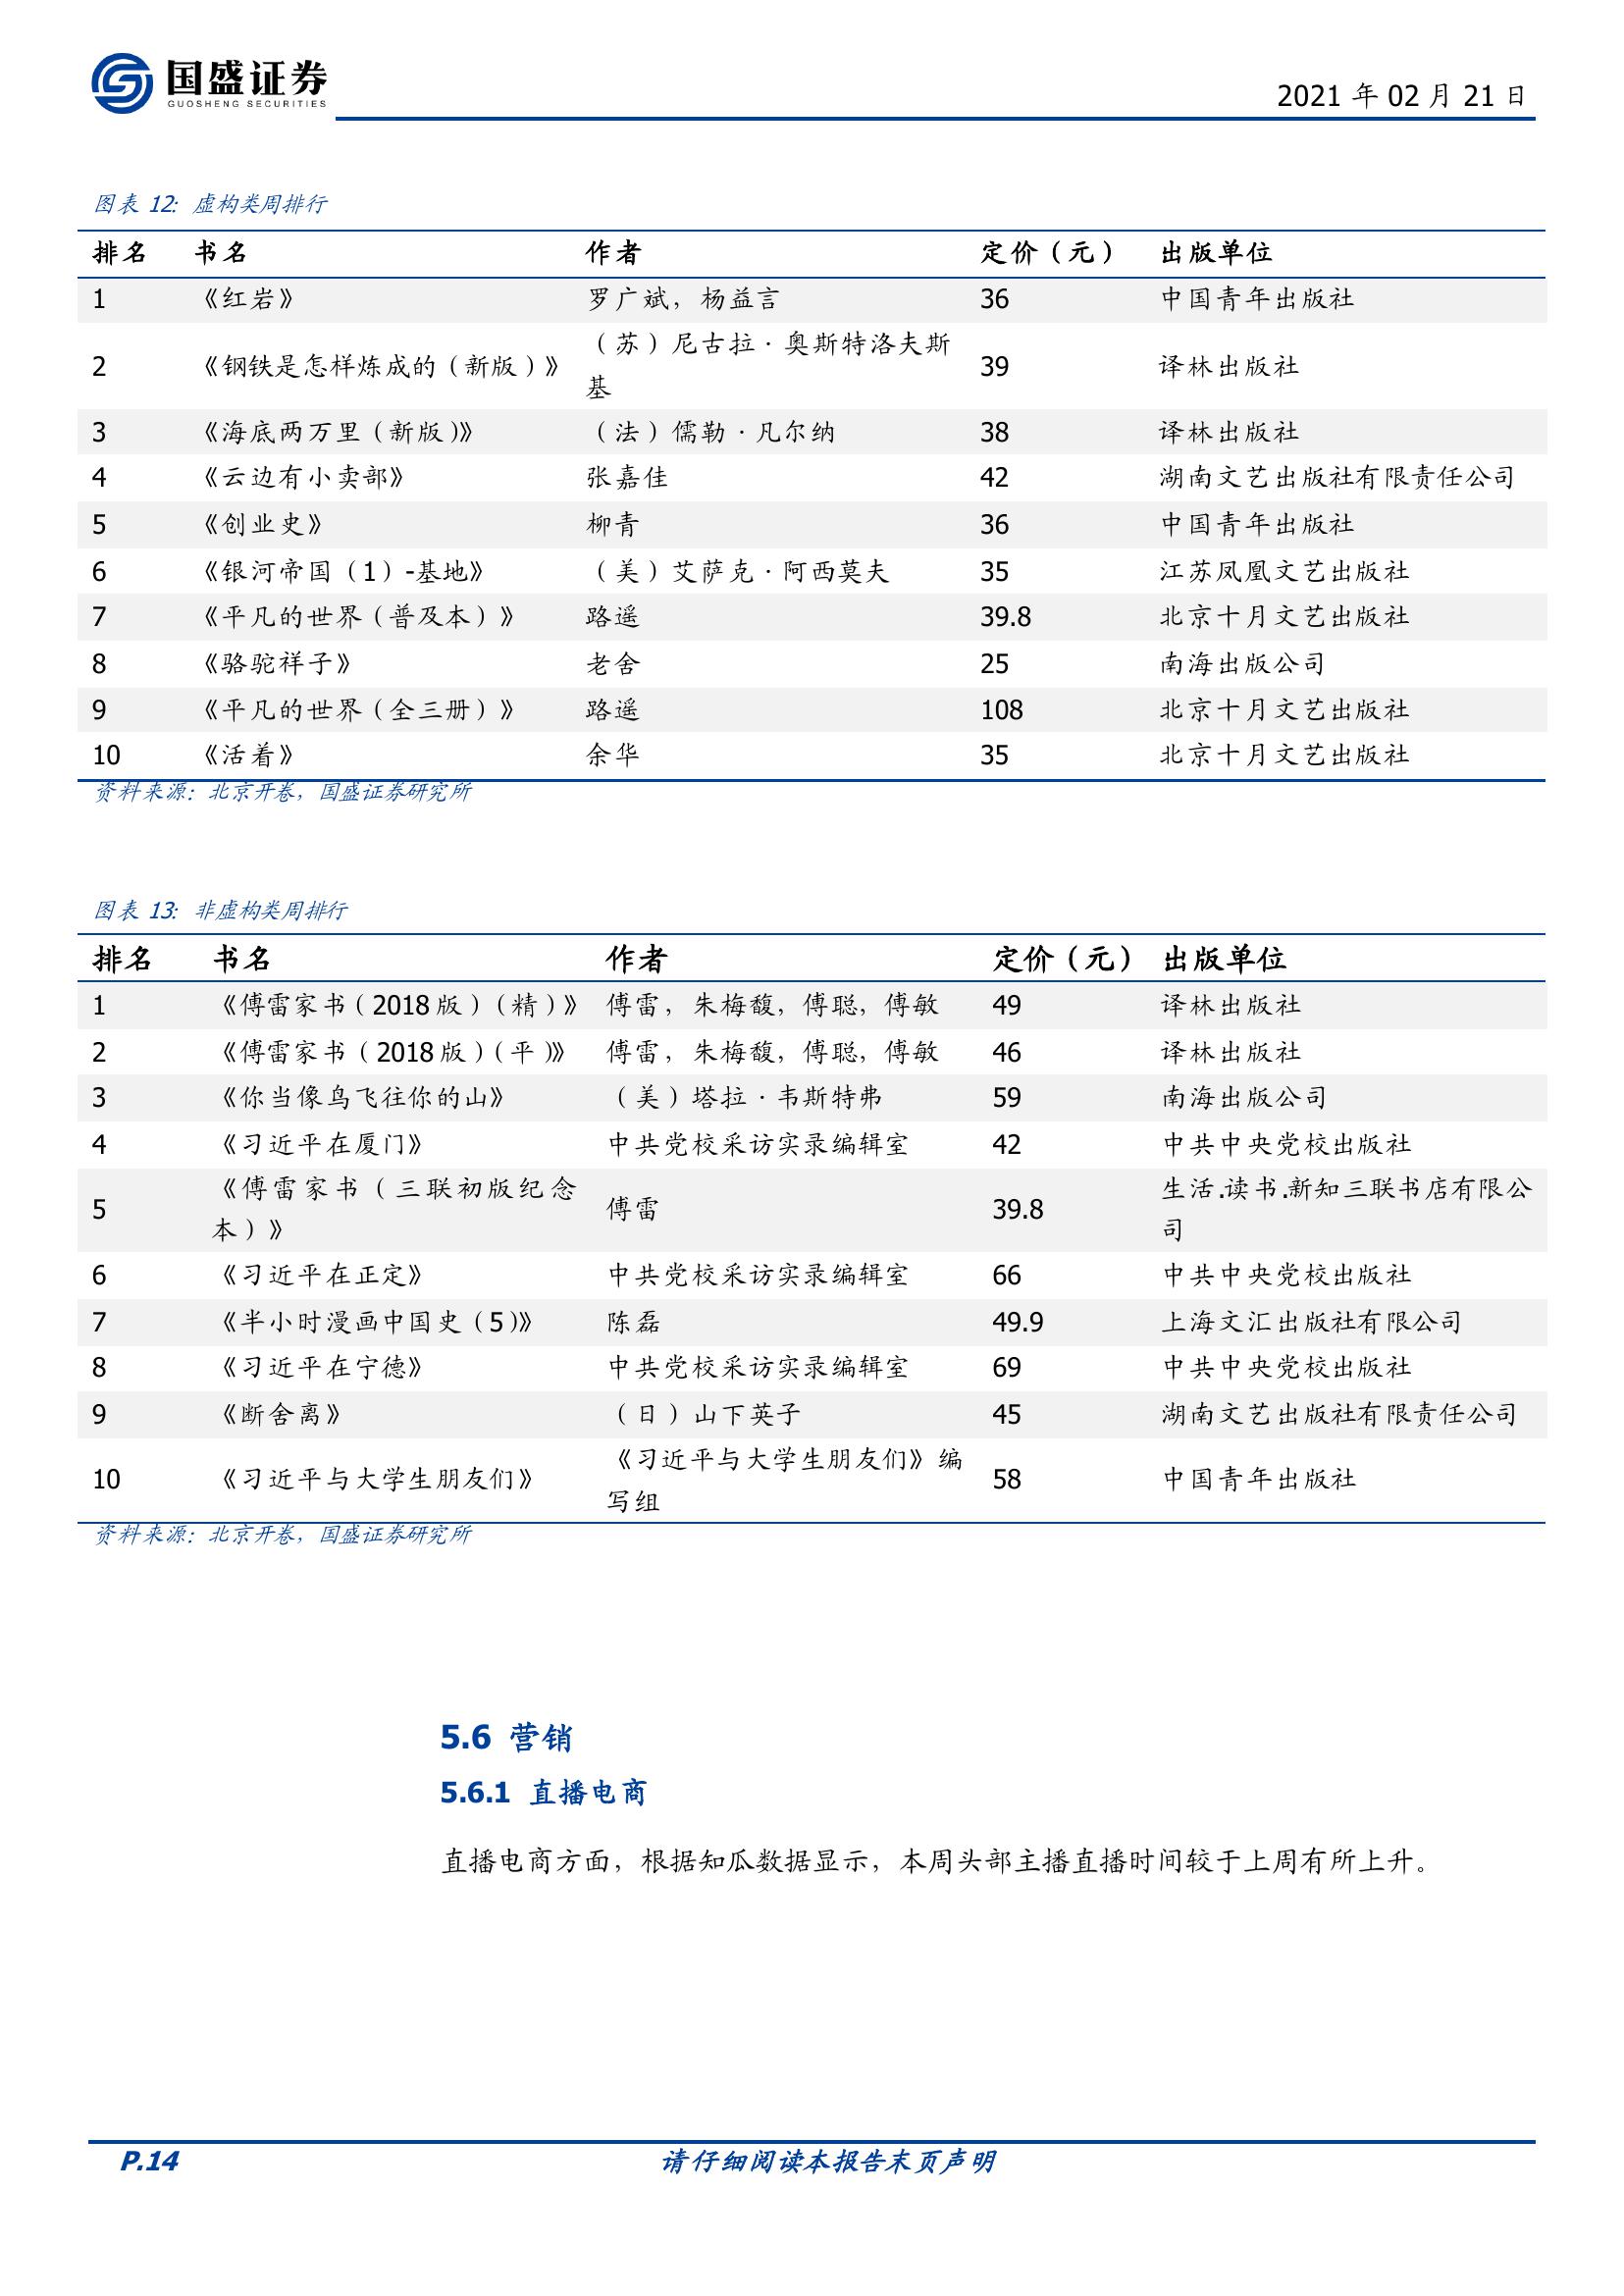 国盛证券
GUOSHENG SECURITIES
2021 年 02 月 21 日
图表 12: 虚构类周排行
排名 书名 作者 定价（元） 出版单位
1 《红岩》 罗广斌，杨益言 36 中国青年出版社
2 《钢铁是怎样炼成的（新版）》 （苏）尼古拉·奥斯特洛夫斯基 39 译林出版社
3 《海底两万里（新版）》 （法）儒勒·凡尔纳 38 译林出版社
4 《云边有个卖部》 张嘉佳 42 湖南文艺出版社有限责任公司
5 《创业史》 柳青 36 中国青年出版社
6 《银河帝国（1）-基地》 （美）艾萨克·阿西莫夫 35 江苏凤凰文艺出版社
7 《平凡的世界（普及本）》 路遥 39.8 北京十月文艺出版社
8 《骆驼祥子》 老舍 25 南海出版公司
9 《平凡的世界（全三册）》 路遥 108 北京十月文艺出版社
10 《活着》 余华 35 北京十月文艺出版社
资料来源：北京开卷，国盛证券研究所
图表 13: 非虚构类周排行
排名 书名 作者 定价（元） 出版单位
1 《傅雷家书（2018 版）（精）》 傅雷，朱梅馥，傅聪，傅敏 49 译林出版社
2 《傅雷家书（2018 版）（平）》 傅雷，朱梅馥，傅聪，傅敏 46 译林出版社
3 《你当像鸟飞往你的山》 （美）塔拉·韦斯特弗 59 南海出版公司
4 《习近平在厦门》 中共党校采访实录编辑室 42 中共中央党校出版社
5 《傅雷家书（三联初版纪念本）》 傅雷 39.8 生活.读书.新知三联书店有限公司
6 《习近平在正定》 中共党校采访实录编辑室 66 中共中央党校出版社
7 《半小时漫画中国史（5）》 陈磊 49.9 上海文汇出版社有限公司
8 《习近平在宁德》 中共党校采访实录编辑室 69 中共中央党校出版社
9 《断舍离》 （日）山下英子 45 湖南文艺出版社有限责任公司
10 《习近平与大学生朋友们》 《习近平与大学生朋友们》编写组 58 中国青年出版社
资料来源：北京开卷，国盛证券研究所
5.6 营销
5.6.1 直播电商
直播电商方面，根据知瓜数据显示，本周头部主播直播时间较于上周有所上升。
P.14 请仔细阅读本报告末页声明